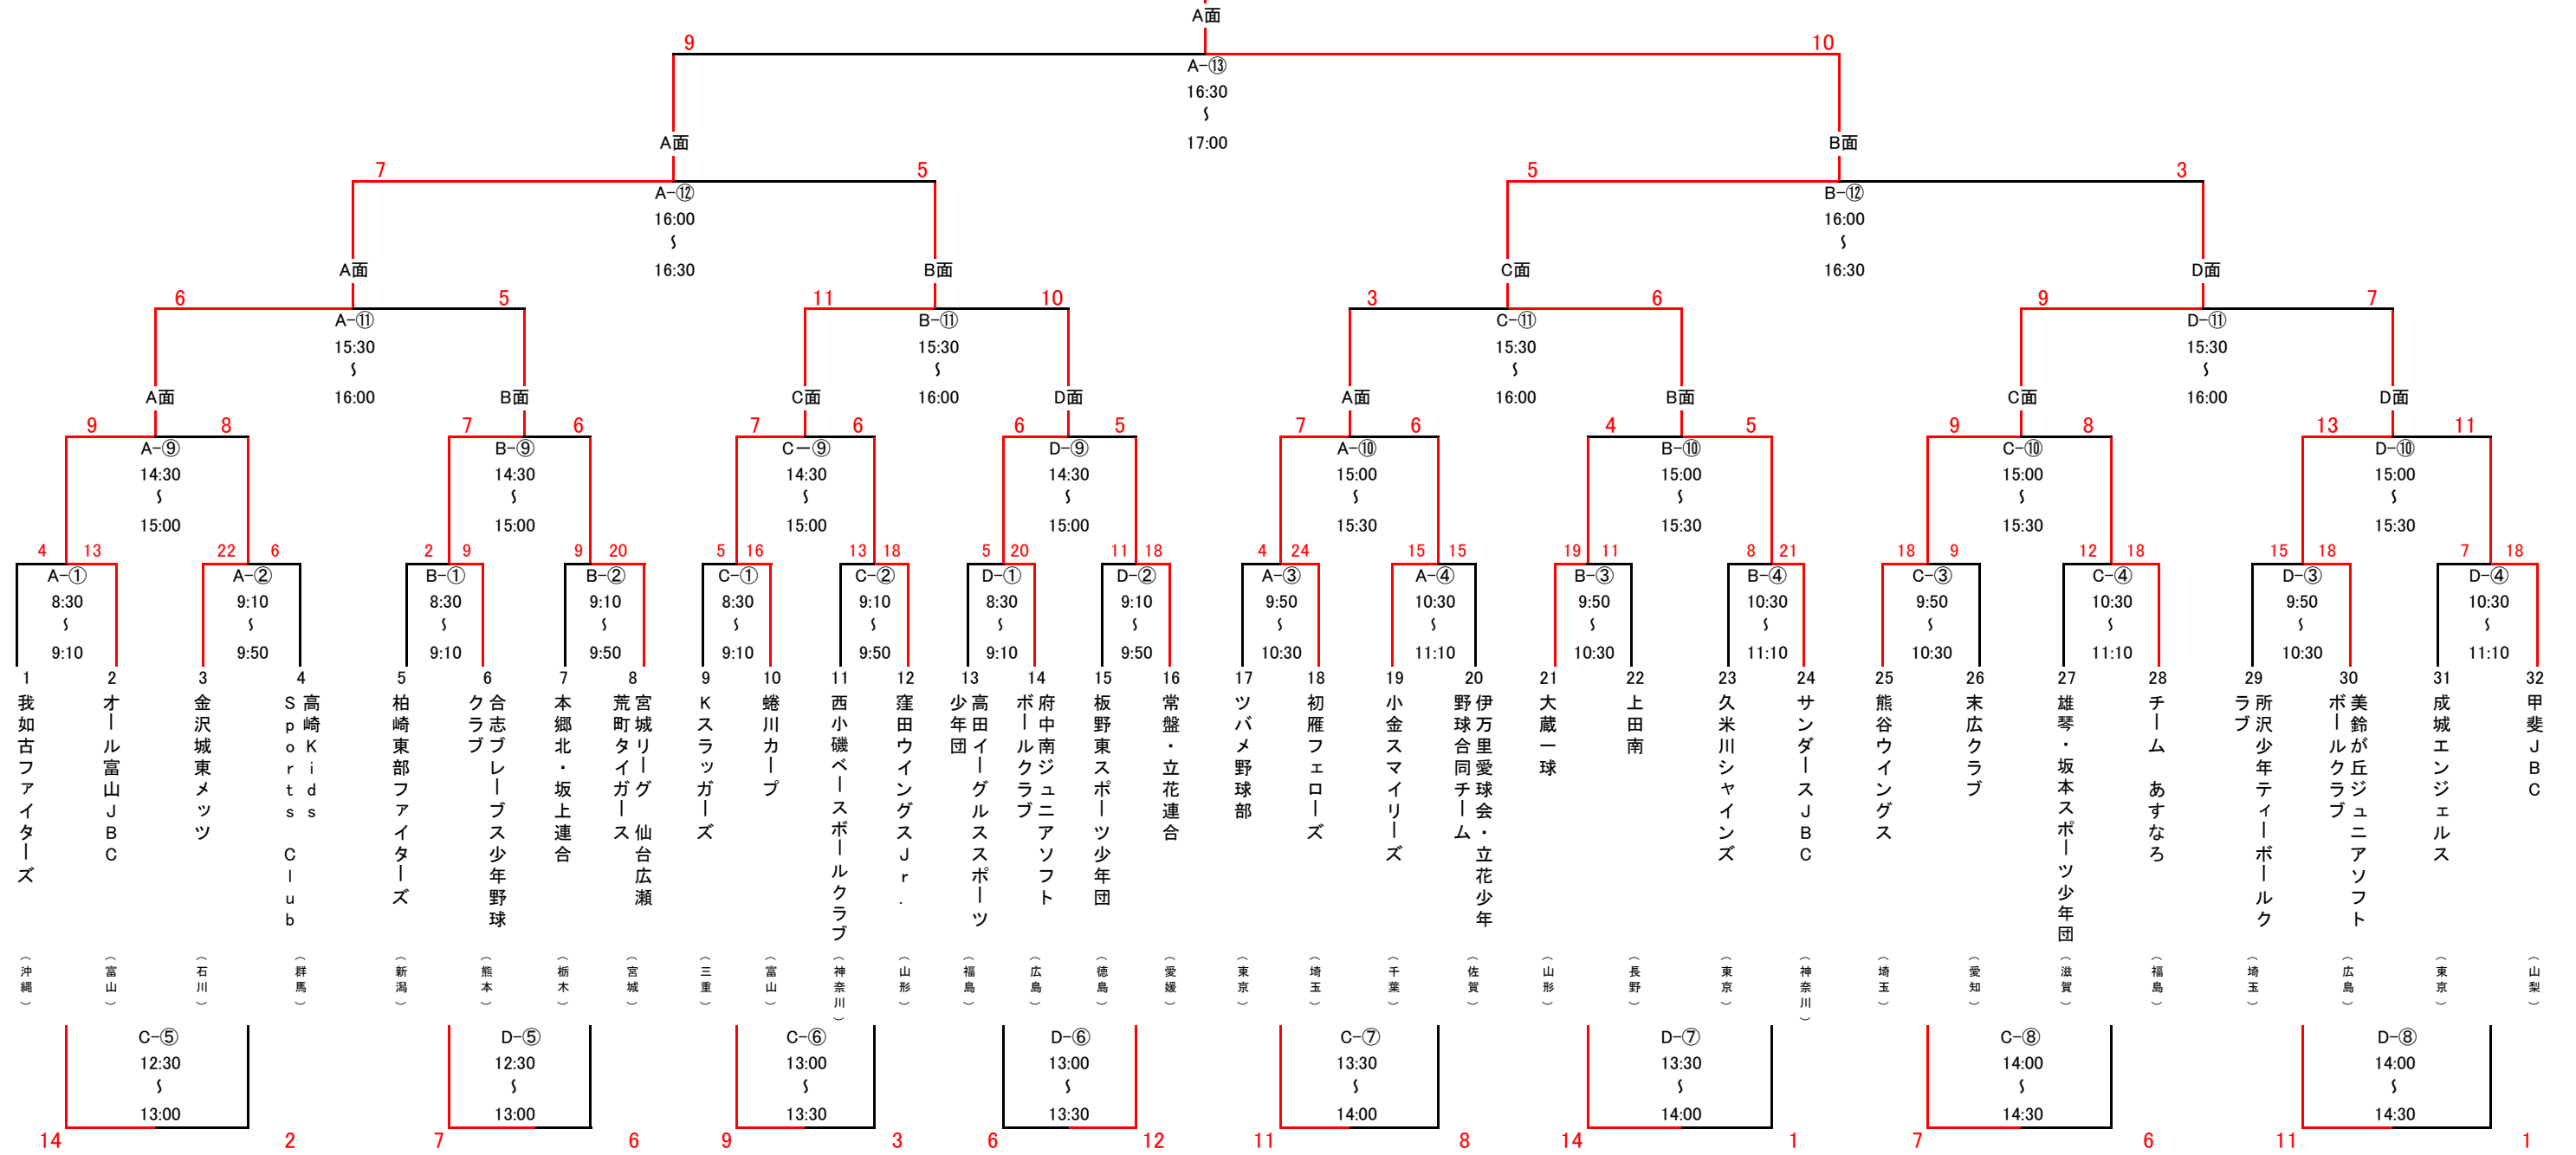 A面
9 10
A-⑬
16:30
～
17:00
A面 B面
7 5 5 3
A-⑫ B-⑫
16:00 16:00
～ ～
16:30 16:30
A面 B面 C面 D面
6 5 11 10 3 6 9 7
A-⑪ B-⑪ C-⑪ D-⑪
15:30 15:30 15:30 15:30
～ ～ ～ ～
16:00 16:00 16:00 16:00
A面 B面 C面 D面 A面 B面 C面 D面
9 8 7 6 7 6 6 5 7 6 4 5 9 8 13 11
A-⑨ B-⑨ C－⑨ D-⑨ A-⑩ B-⑩ C-⑩ D-⑩
14:30 14:30 14:30 14:30 15:00 15:00 15:00 15:00
～ ～ ～ ～ ～ ～ ～ ～
15:00 15:00 15:00 15:00 15:30 15:30 15:30 15:30
4 13 22 6 2 9 9 20 5 16 13 18 5 20 11 18 4 24 15 15 19 11 8 21 18 9 12 18 15 18 7 18
A-① A-② B-① B-② C-① C-② D-① D-② A-③ A-④ B-③ B-④ C-③ C-④ D-③ D-④
8:30 9:10 8:30 9:10 8:30 9:10 8:30 9:10 9:50 10:30 9:50 10:30 9:50 10:30 9:50 10:30
～ ～ ～ ～ ～ ～ ～ ～ ～ ～ ～ ～ ～ ～ ～ ～
9:10 9:50 9:10 9:50 9:10 9:50 9:10 9:50 10:30 11:10 10:30 11:10 10:30 11:10 10:30 11:10
1 2 3 4 5 6 7 8 9 10 11 12 13 14 15 16 17 18 19 20 21 22 23 24 25 26 27 28 29 30 31 32
我如古ファイターズ
オール富山JBC
金沢城東メッツ
高崎Kids
Sports Club
柏崎東部ファイターズ
合志ブレーブス少年野球
クラブ
本郷北・坂上連合
宮城リーグ　仙台広瀬
荒町タイガース
Kスラッガーズ
蜷川カープ
西小磯ベースボールクラブ
窪田ウイングスJr.
高田イーグルススポーツ
少年団
府中南ジュニアソフト
ボールクラブ
板野東スポーツ少年団
常盤・立花連合
ツバメ野球部
初雁フェローズ
小金スマイリーズ
伊万里愛球会・立花少年
野球合同チーム
大蔵一球
上田南
久米川シャインズ
サンダースJBC
熊谷ウイングス
末広クラブ
雄琴・坂本スポーツ少年団
チーム　あすなろ
所沢少年ティーボールク
ラブ
美鈴が丘ジュニアソフト
ボールクラブ
成城エンジェルス
甲斐JBC
（沖縄） （富山） （石川） （群馬） （新潟） （熊本） （栃木） （宮城） （三重） （富山） （神奈川） （山形） （福島） （広島） （徳島） （愛媛） （東京） （埼玉） （千葉） （佐賀） （山形） （長野） （東京） （神奈川） （埼玉） （愛知） （滋賀） （福島） （埼玉） （広島） （東京） （山梨）
C-⑤ D-⑤ C-⑥ D-⑥ C-⑦ D-⑦ C-⑧ D-⑧
12:30 12:30 13:00 13:00 13:30 13:30 14:00 14:00
～ ～ ～ ～ ～ ～ ～ ～
13:00 13:00 13:30 13:30 14:00 14:00 14:30 14:30
14 2 7 6 9 3 6 12 11 8 14 1 7 6 11 1